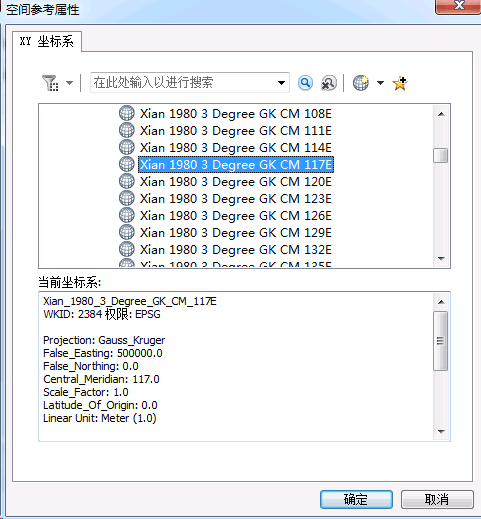 空间参考属性
XY 坐标系
在此处输入以进行搜索
Xian 1980 3 Degree GK CM 108E
Xian 1980 3 Degree GK CM 111E
Xian 1980 3 Degree GK CM 114E
Xian 1980 3 Degree GK CM 117E
Xian 1980 3 Degree GK CM 120E
Xian 1980 3 Degree GK CM 123E
Xian 1980 3 Degree GK CM 126E
Xian 1980 3 Degree GK CM 129E
Xian 1980 3 Degree GK CM 132E
Xian 1980 3 Degree GK CM 135E
当前坐标系:
Xian_1980_3_Degree_GK_CM_117E
WKID: 2384 权限: EPSG
Projection: Gauss_Kruger
False_Easting: 500000.0
False_Northing: 0.0
Central_Meridian: 117.0
Scale_Factor: 1.0
Latitude_Of_Origin: 0.0
Linear Unit: Meter (1.0)
确定
取消